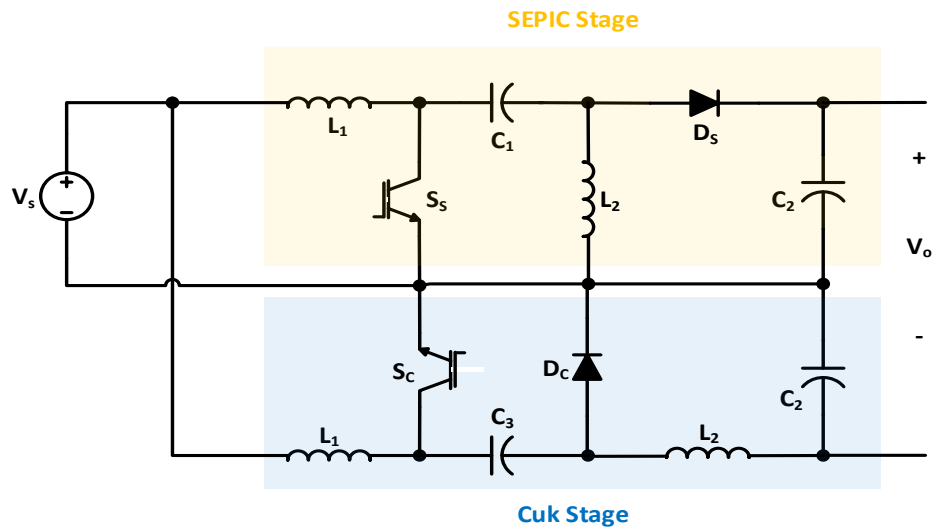 SEPIC Stage
L1
C1
DS
+
Vs
+
-
SS
L2
C2
Vo
-
SC
DC
C2
C3
L1
L2
Cuk Stage